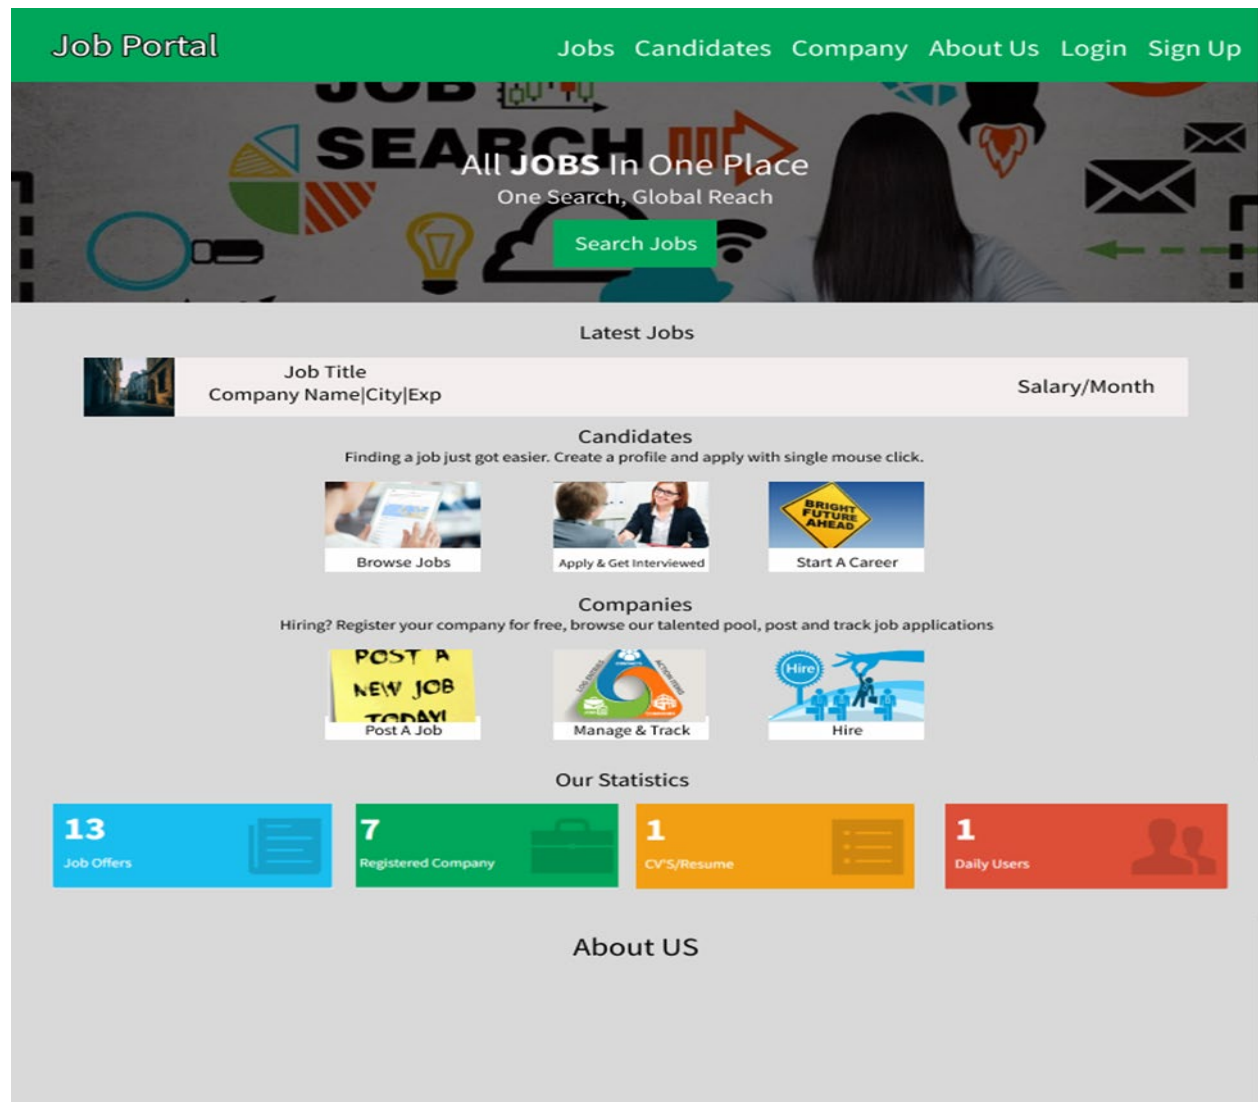 Job Portal
Jobs Candidates Company About Us Login Sign Up
JOB
SEARCH
All JOBS In One Place
One Search, Global Reach
Search Jobs
Latest Jobs
Job Title
Company Name|City|Exp
Salary/Month
Candidates
Finding a job just got easier. Create a profile and apply with single mouse click.
BRIGHT
FUTURE
AHEAD
Browse Jobs
Apply & Get Interviewed
Start A Career
Companies
Hiring? Register your company for free, browse our talented pool, post and track job applications
POST A
NEW JOB
TODAY!
LOG ENTRIES
ACTION ITEMS
Hire
Post A Job
Manage & Track
Hire
Our Statistics
13
Job Offers
7
Registered Company
1
CV'S/Resume
1
Daily Users
About US